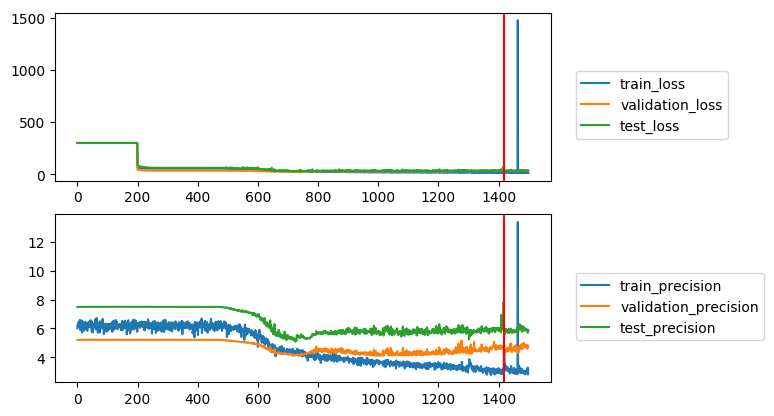 1500
1000
500
0
0 200 400 600 800 1000 1200 1400
train_loss
validation_loss
test_loss
12
10
8
6
4
0 200 400 600 800 1000 1200 1400
train_precision
validation_precision
test_precision